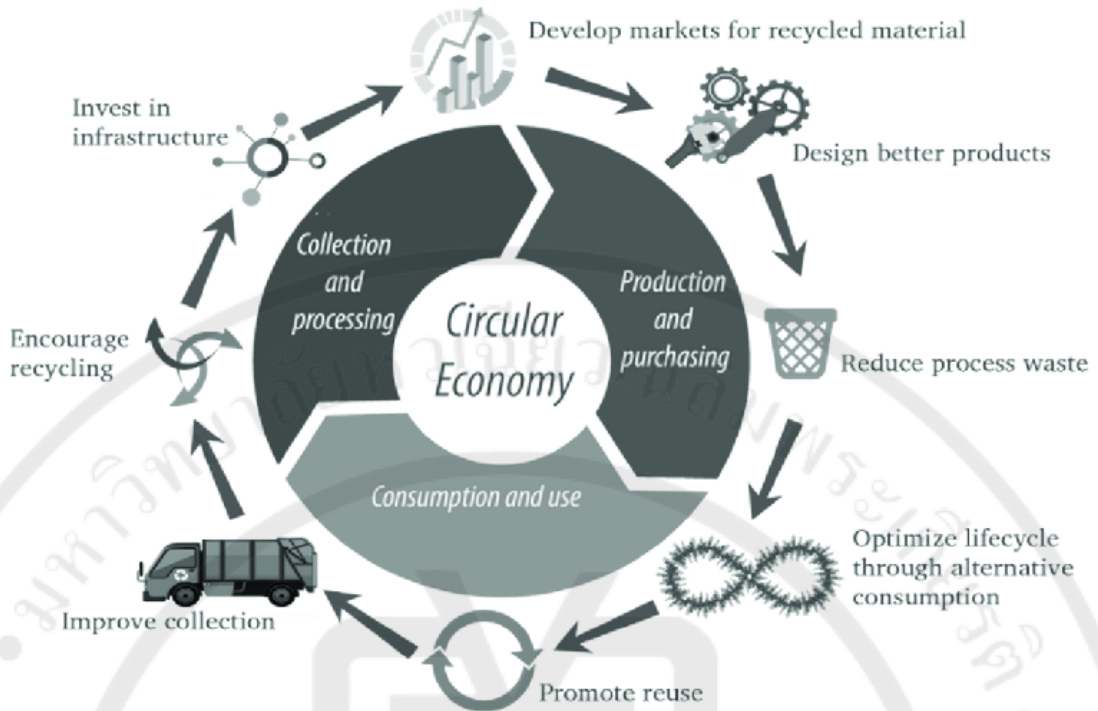 Develop markets for recycled material
Invest in
infrastructure
Design better products
Collection
and
processing
Production
and
purchasing
Circular
Economy
Encourage
recycling
Reduce process waste
Consumption and use
Optimize lifecycle
through alternative
consumption
Improve collection
Promote reuse